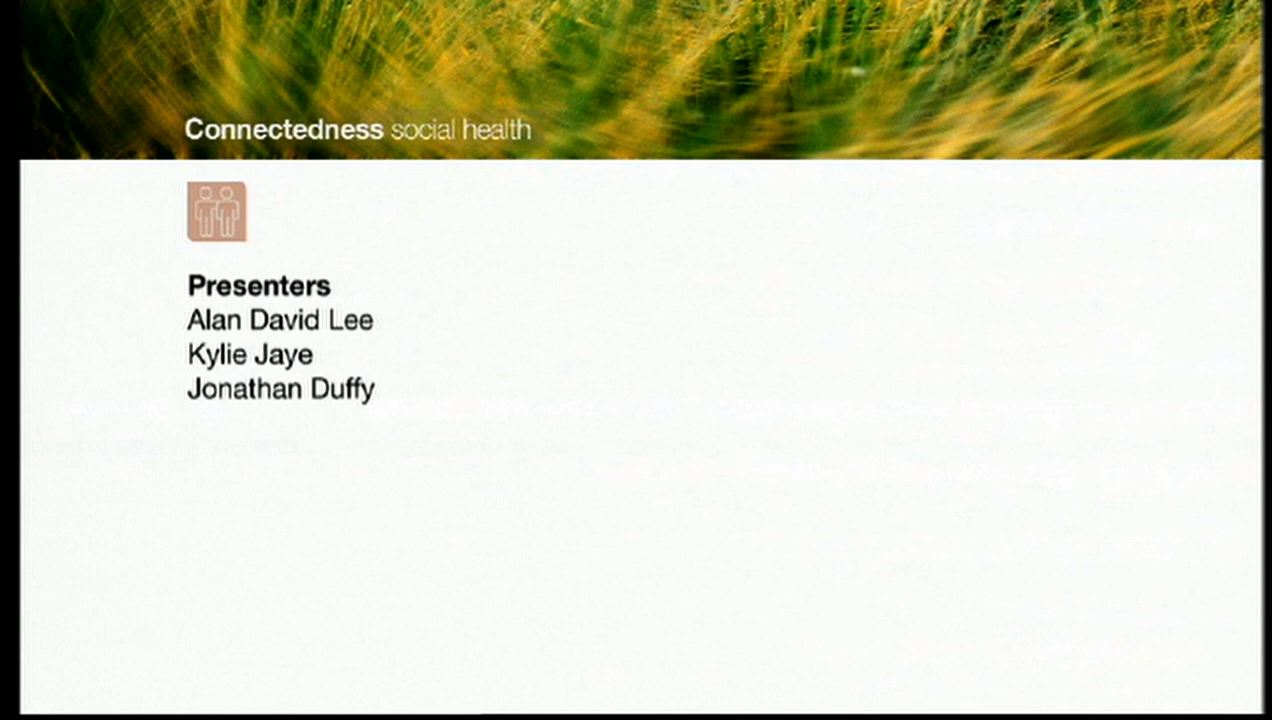 Connectedness social health
Presenters
Alan David Lee
Kylie Jaye
Jonathan Duffy